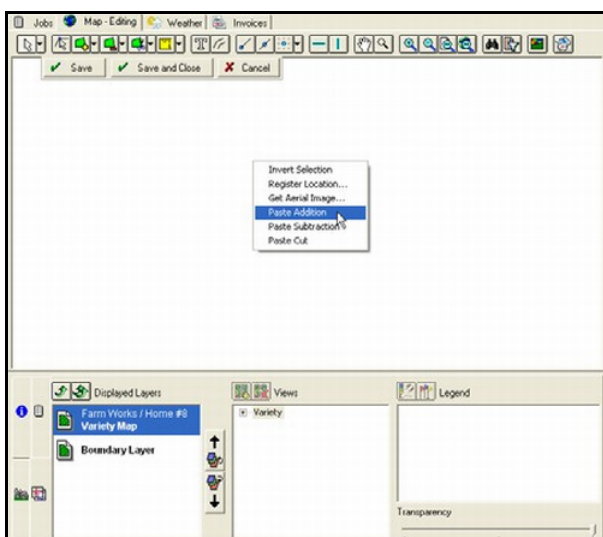 Jobs Map - Editing Weather Invoices
Save Save and Close Cancel
Invert Selection
Register Location...
Get Aerial Image...
Paste Addition
Paste Subtraction
Paste Cut
Displayed Layers
Farm Works / Home #8
Variety Map
Boundary Layer
Views
Variety
Legend
Transparency